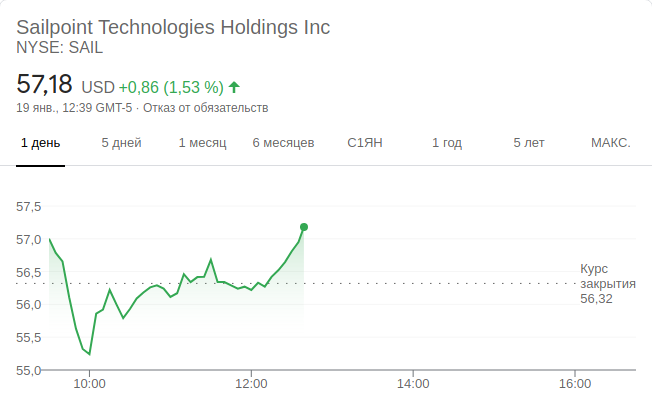 Sailpoint Technologies Holdings Inc
NYSE: SAIL
57,18 USD +0,86 (1,53 %)
19 янв., 12:39 GMT-5 · Отказ от обязательств
1 день 5 дней 1 месяц 6 месяцев С1ЯН 1 год 5 лет МАКС.
57,5
57,0
56,5
56,0
55,5
55,0
Курс
закрытия
56,32
10:00 12:00 14:00 16:00